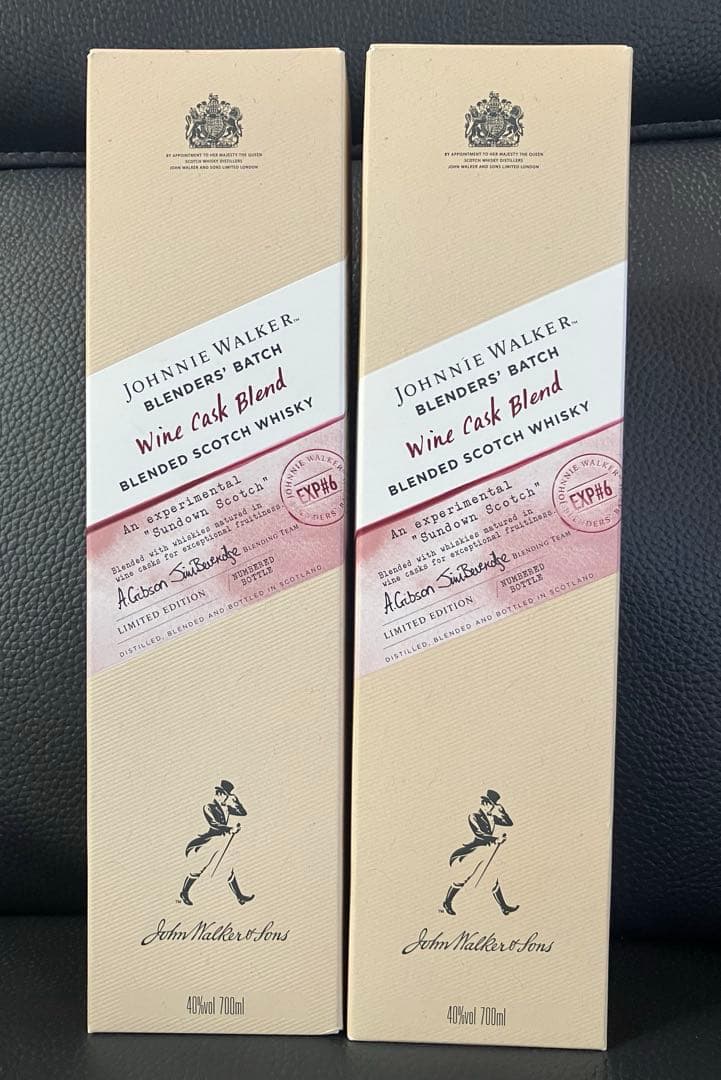 BY APPOINTMENT TO HER MAJESTY THE QUEEN
SCOTCH WHISKY DISTILLERS
JOHN WALKER AND SONS LIMITED LONDON
JOHNNIE WALKER™
BLENDERS' BATCH
Wine Cask Blend
BLENDED SCOTCH WHISKY
An experimental
"Sundown Scotch"
Blended with whiskies matured in
wine casks for exceptional fruitiness.
JOHNNIE WALKER
EXP#6
A Gibson Jim Beveridge BLENDING TEAM
LIMITED EDITION
NUMBERED
BOTTLE
DISTILLED, BLENDED AND BOTTLED IN SCOTLAND
™
John Walker & Sons
40%vol 700ml
BY APPOINTMENT TO HER MAJESTY THE QUEEN
SCOTCH WHISKY DISTILLERS
JOHN WALKER AND SONS LIMITED LONDON
JOHNNIE WALKER™
BLENDERS' BATCH
Wine Cask Blend
BLENDED SCOTCH WHISKY
An experimental
"Sundown Scotch"
Blended with whiskies matured in
wine casks for exceptional fruitiness.
JOHNNIE WALKER
EXP#6
A Gibson Jim Beveridge BLENDING TEAM
LIMITED EDITION
NUMBERED
BOTTLE
DISTILLED, BLENDED AND BOTTLED IN SCOTLAND
™
John Walker & Sons
40%vol 700ml